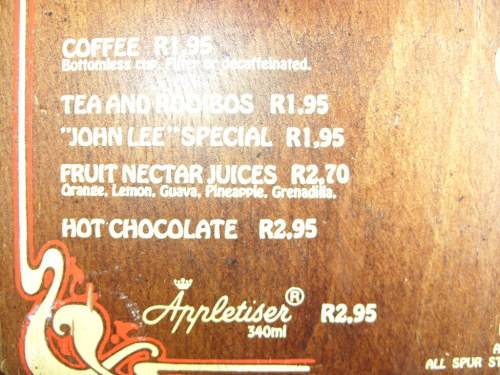 COFFEE R1,95
Bottomless cup. Filter or decaffeinated.
TEA AND ROOIBOS R1,95
"JOHN LEE" SPECIAL R1,95
FRUIT NECTAR JUICES R2,70
Orange, Lemon, Guava, Pineapple, Grenadilla.
HOT CHOCOLATE R2,95
Appletiser® R2,95
340ml
A
ALL SPUR ST